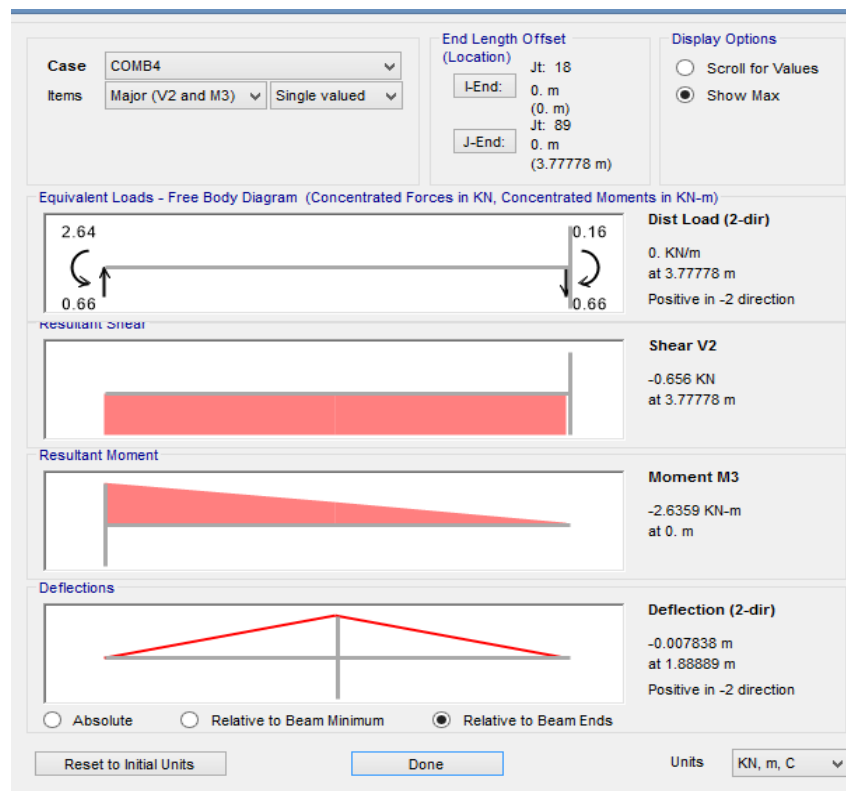 End Length Offset
(Location)
Display Options
Case COMB4
Items Major (V2 and M3) Single valued
Jt: 18
I-End: 0. m
(0. m)
Jt: 89
J-End: 0. m
(3.77778 m)
Scroll for Values
Show Max
Equivalent Loads - Free Body Diagram (Concentrated Forces in KN, Concentrated Moments in KN-m)
2.64 0.16
0.66 0.66
Dist Load (2-dir)
0. KN/m
at 3.77778 m
Positive in -2 direction
Resultant Shear
Shear V2
-0.656 KN
at 3.77778 m
Resultant Moment
Moment M3
-2.6359 KN-m
at 0. m
Deflections
Deflection (2-dir)
-0.007838 m
at 1.88889 m
Positive in -2 direction
Absolute Relative to Beam Minimum Relative to Beam Ends
Reset to Initial Units Done Units KN, m, C